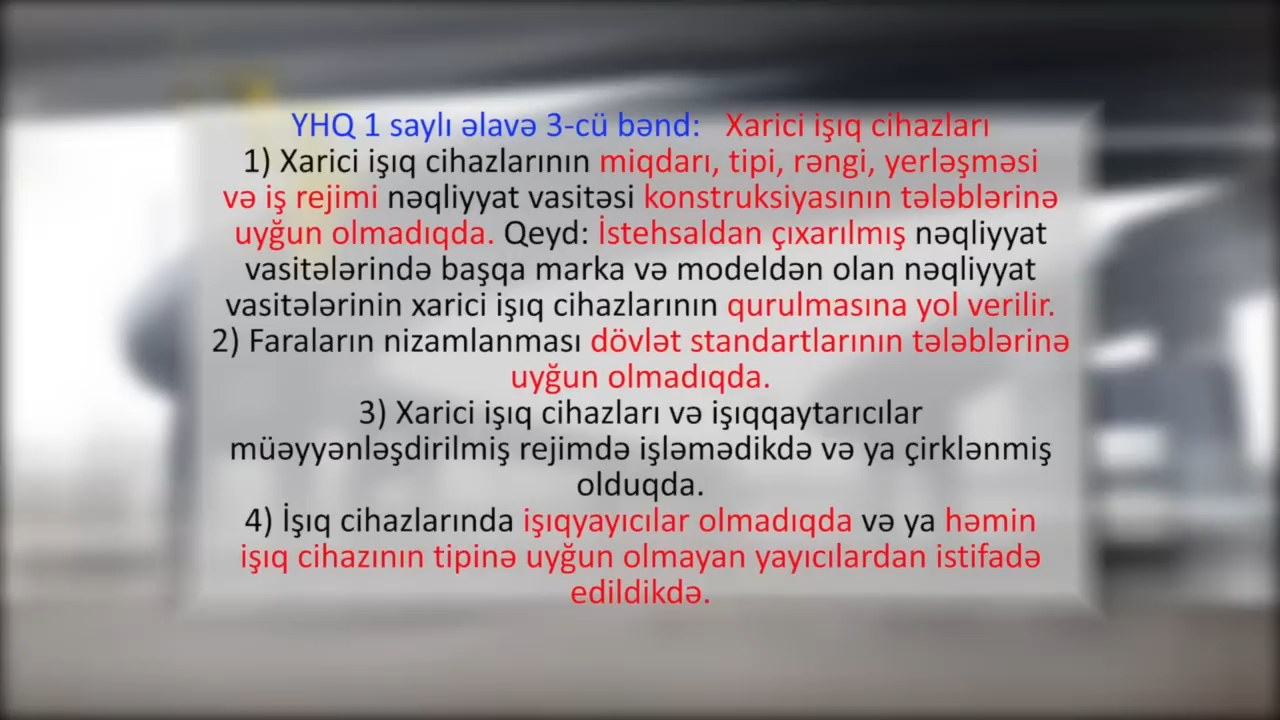 YHQ 1 saylı əlavə 3-cü bənd: Xarici işıq cihazları
1) Xarici işıq cihazlarının miqdarı, tipi, rəngi, yerləşməsi
və iş rejimi nəqliyyat vasitəsi konstruksiyasının tələblərinə
uyğun olmadıqda. Qeyd: İstehsaldan çıxarılmış nəqliyyat
vasitələrində başqa marka və modeldən olan nəqliyyat
vasitələrinin xarici işıq cihazlarının qurulmasına yol verilir.
2) Faraların nizamlanması dövlət standartlarının tələblərinə
uyğun olmadıqda.
3) Xarici işıq cihazları və işıqqaytarıcılar
müəyyənləşdirilmiş rejimdə işləmədikdə və ya çirklənmiş
olduqda.
4) İşıq cihazlarında işıqyayıcılar olmadıqda və ya həmin
işıq cihazının tipinə uyğun olmayan yayıcılardan istifadə
edildikdə.